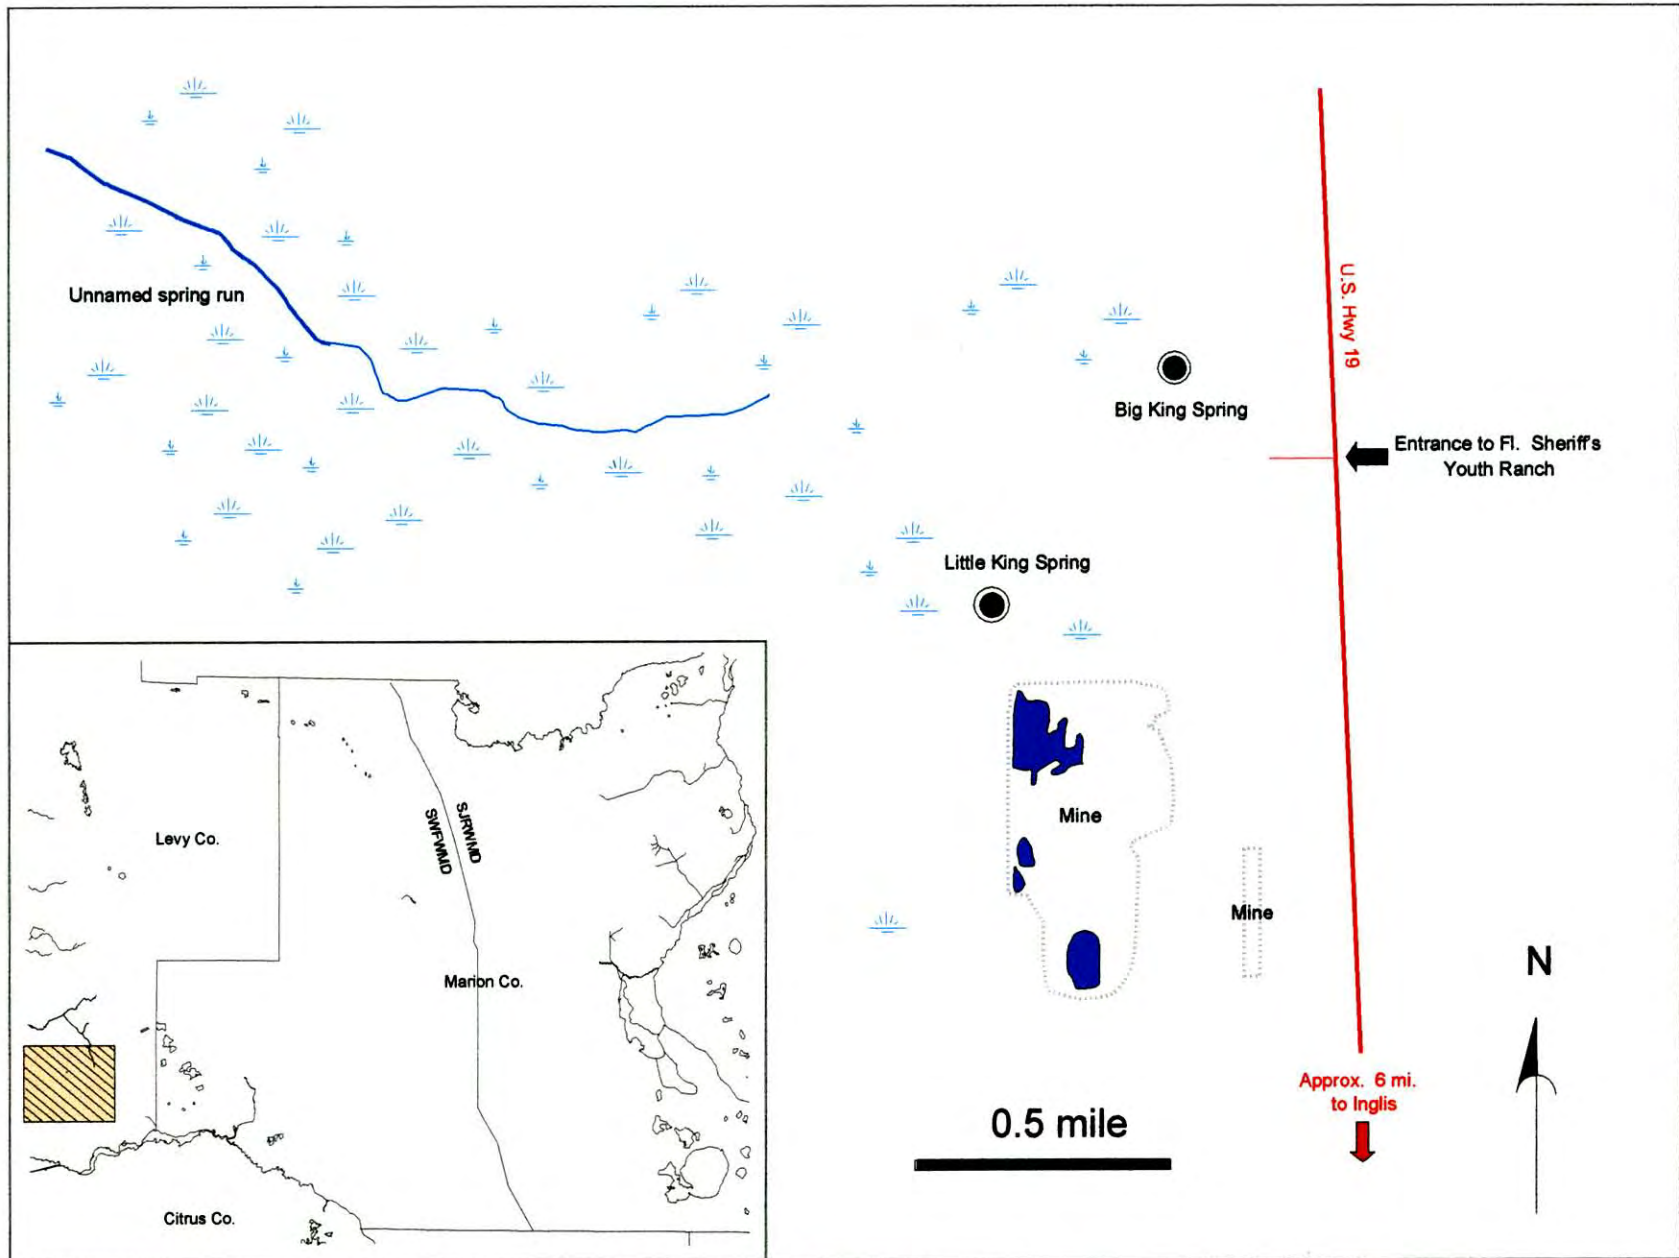 Unnamed spring run
U.S. Hwy 19
Big King Spring
Entrance to Fl. Sheriff's
Youth Ranch
Little King Spring
Mine
Mine
N
Approx. 6 mi.
to Inglis
0.5 mile
Levy Co.
SJRWMD
SWFWMD
Marion Co.
Citrus Co.